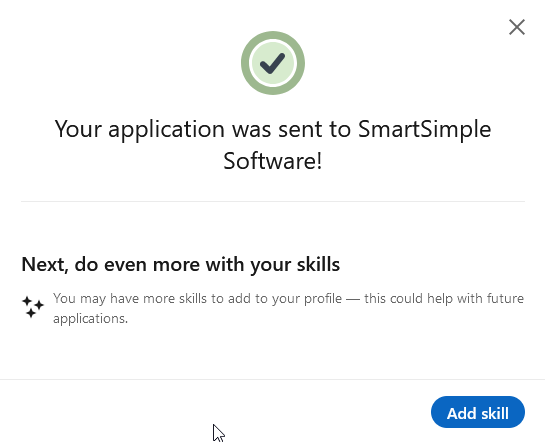 Your application was sent to SmartSimple
Software!
Next, do even more with your skills
You may have more skills to add to your profile — this could help with future
applications.
Add skill